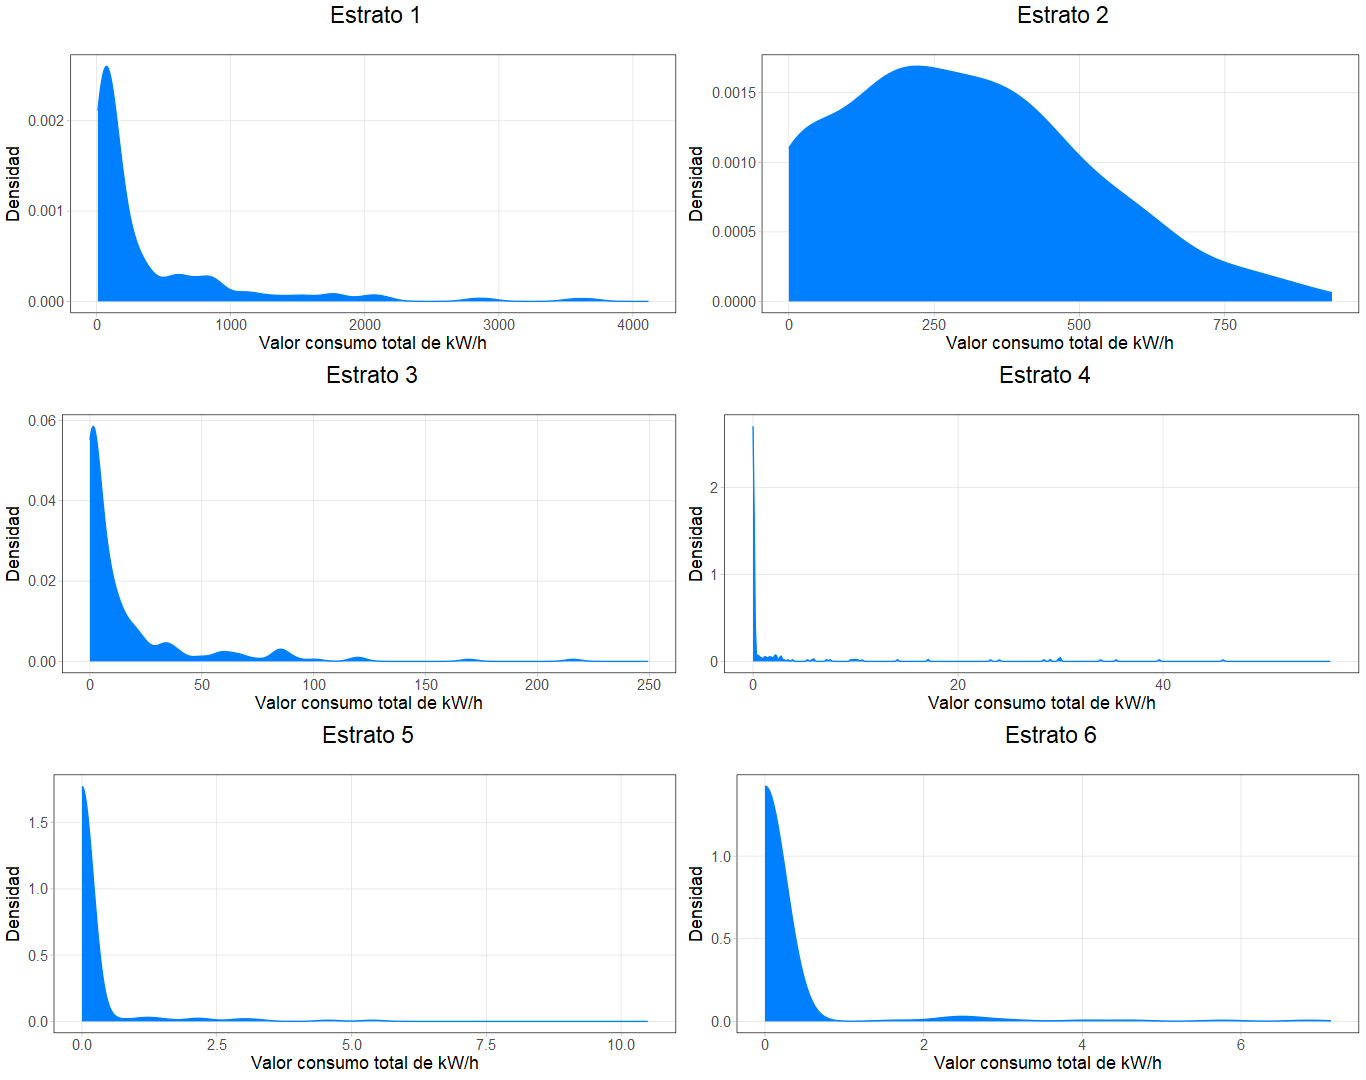 Estrato 1
Densidad
0.002
0.001
0.000
0 1000 2000 3000 4000
Valor consumo total de kW/h
Estrato 2
Densidad
0.0015
0.0010
0.0005
0.0000
0 250 500 750
Valor consumo total de kW/h
Estrato 3
Densidad
0.06
0.04
0.02
0.00
0 50 100 150 200 250
Valor consumo total de kW/h
Estrato 4
Densidad
2
1
0
0 20 40
Valor consumo total de kW/h
Estrato 5
Densidad
1.5
1.0
0.5
0.0
0.0 2.5 5.0 7.5 10.0
Valor consumo total de kW/h
Estrato 6
Densidad
1.0
0.5
0.0
0 2 4 6
Valor consumo total de kW/h